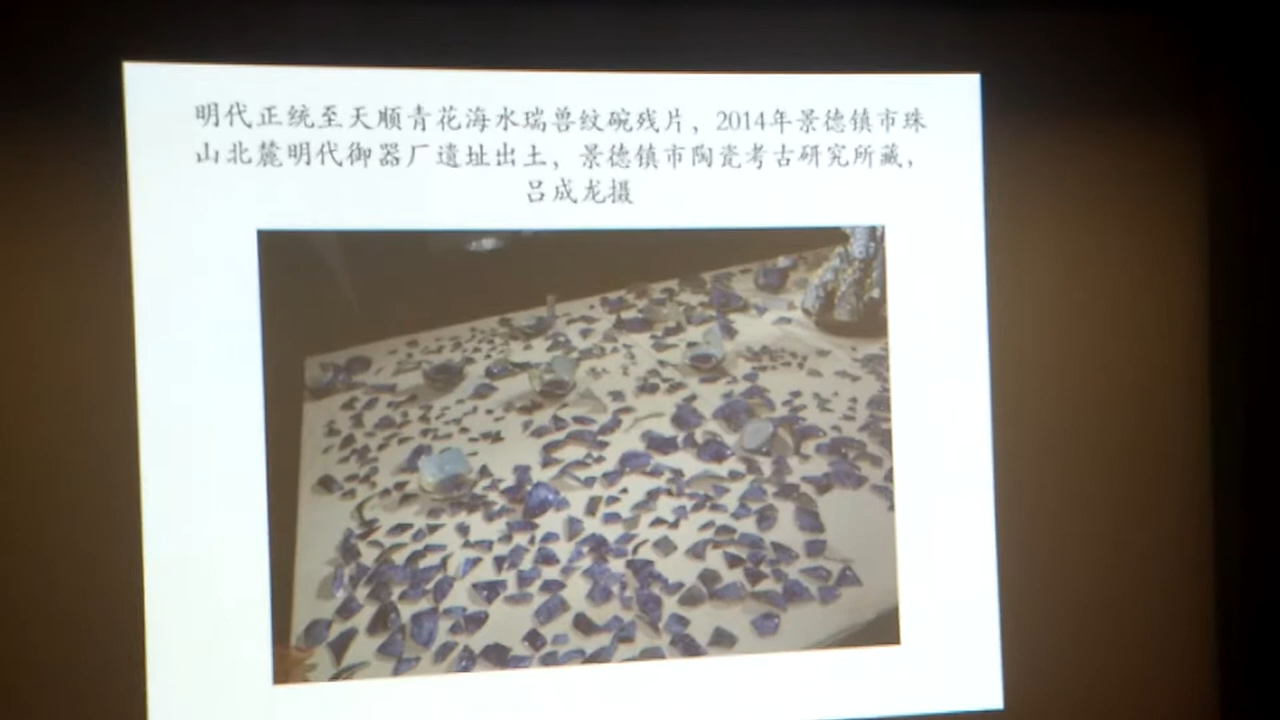 明代正统至天顺青花海水瑞兽纹碗残片，2014年景德镇市珠
山北麓明代御器厂遗址出土，景德镇市陶瓷考古研究所藏，
吕成龙摄